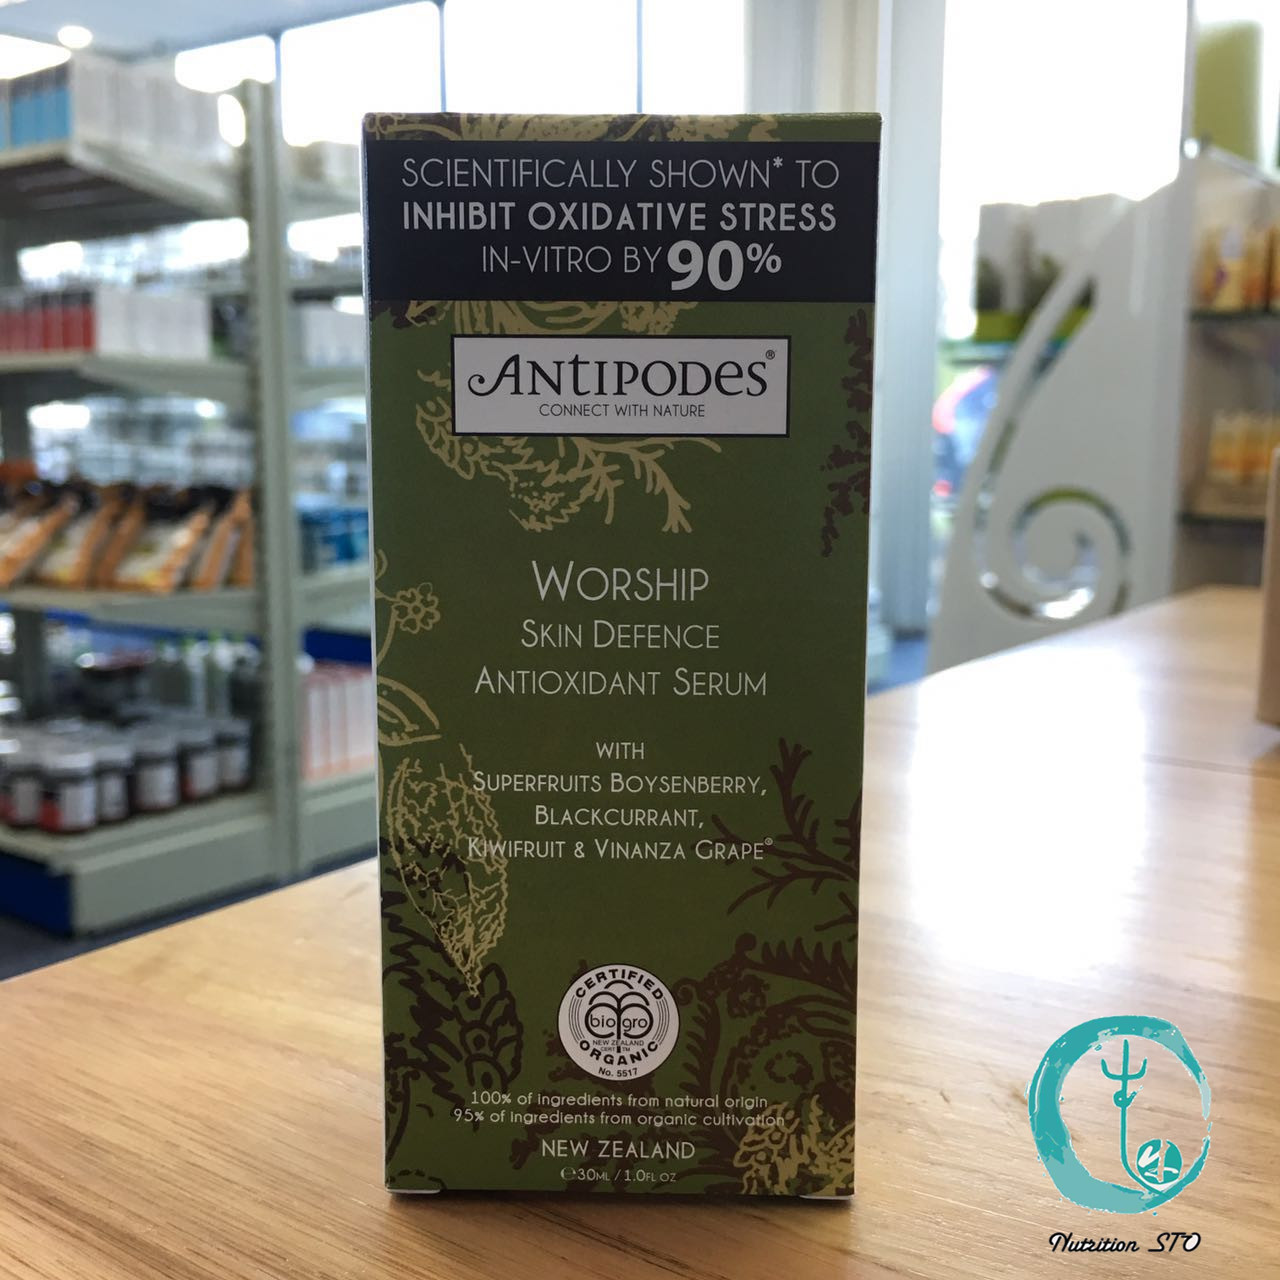 SCIENTIFICALLY SHOWN* TO
INHIBIT OXIDATIVE STRESS
IN-VITRO BY 90%
ANTIPODES®
CONNECT WITH NATURE
WORSHIP
SKIN DEFENCE
ANTIOXIDANT SERUM
WITH
SUPERFRUITS BOYSENBERRY,
BLACKCURRANT,
KIWIFRUIT & VINANZA GRAPE®
CERTIFIED
bio gro
NEW ZEALAND
CERT TM
ORGANIC
No. 5517
100% of ingredients from natural origin
95% of ingredients from organic cultivation
NEW ZEALAND
℮30ML / 1.0FL OZ
Nutrition STO